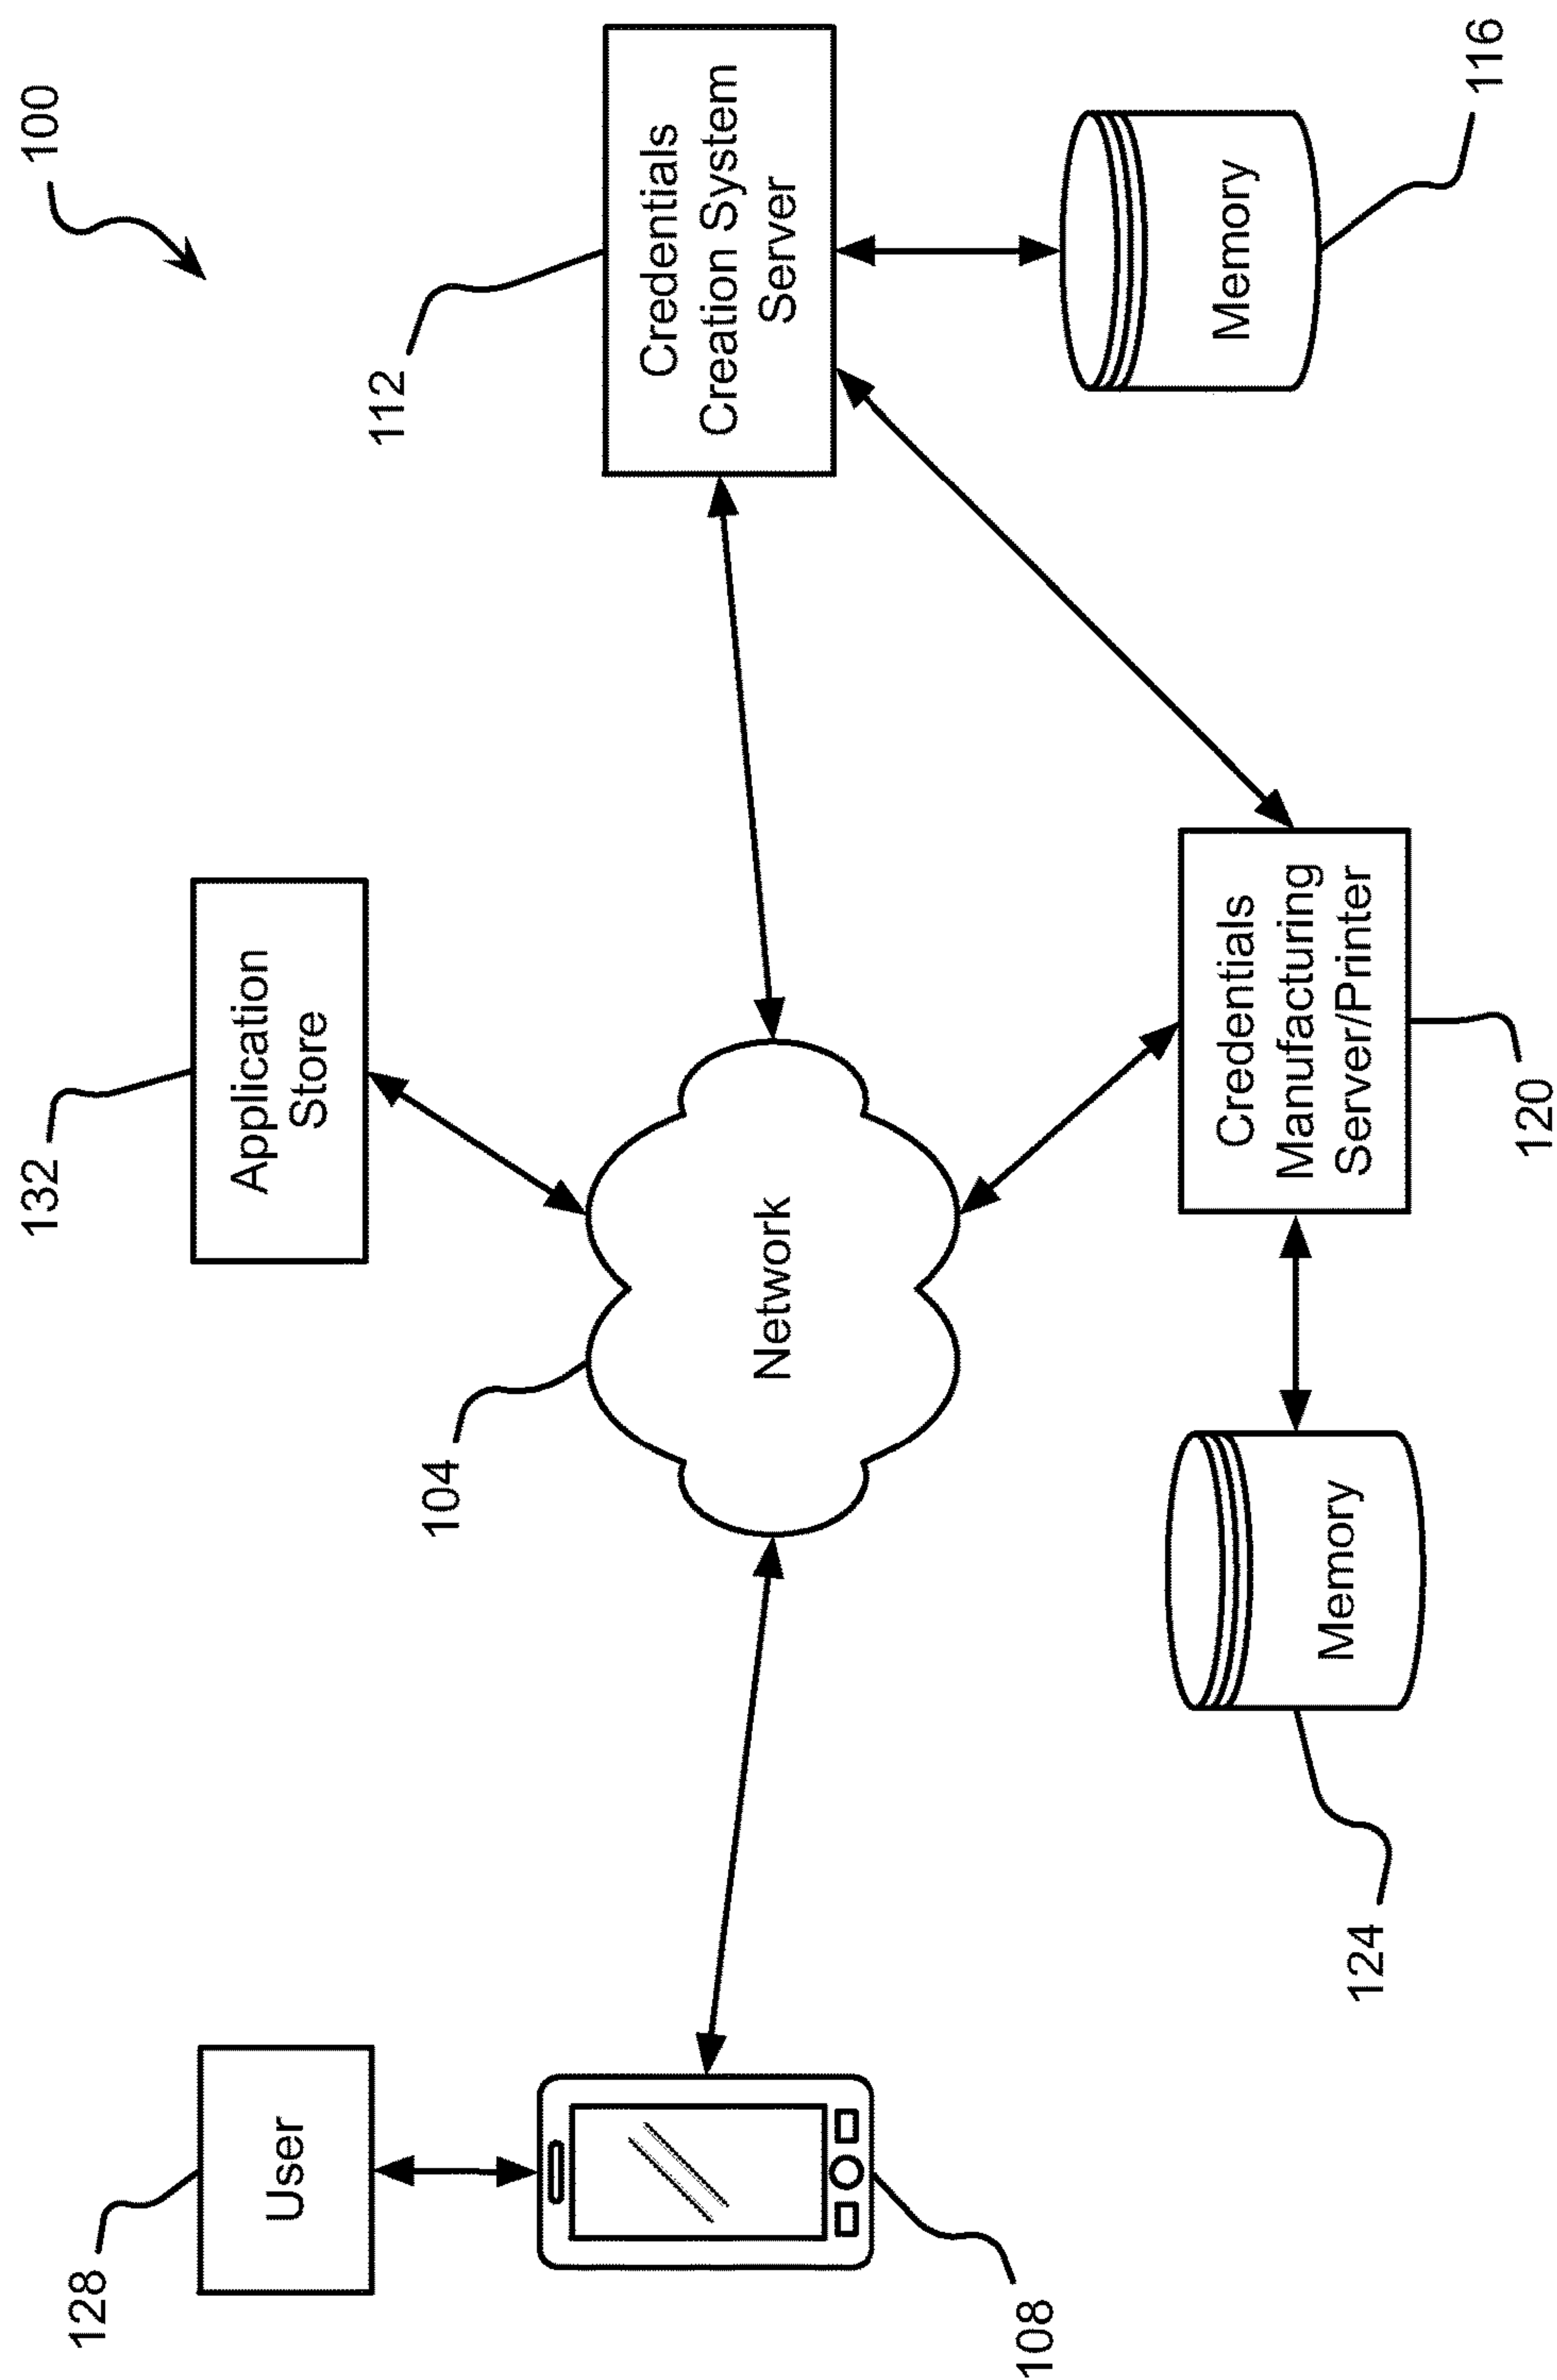 100
132
128
User
Application
Store
112
104
Credentials
Creation System
Server
Network
108
Memory
116
Credentials
Manufacturing
Server/Printer
Memory
124
120